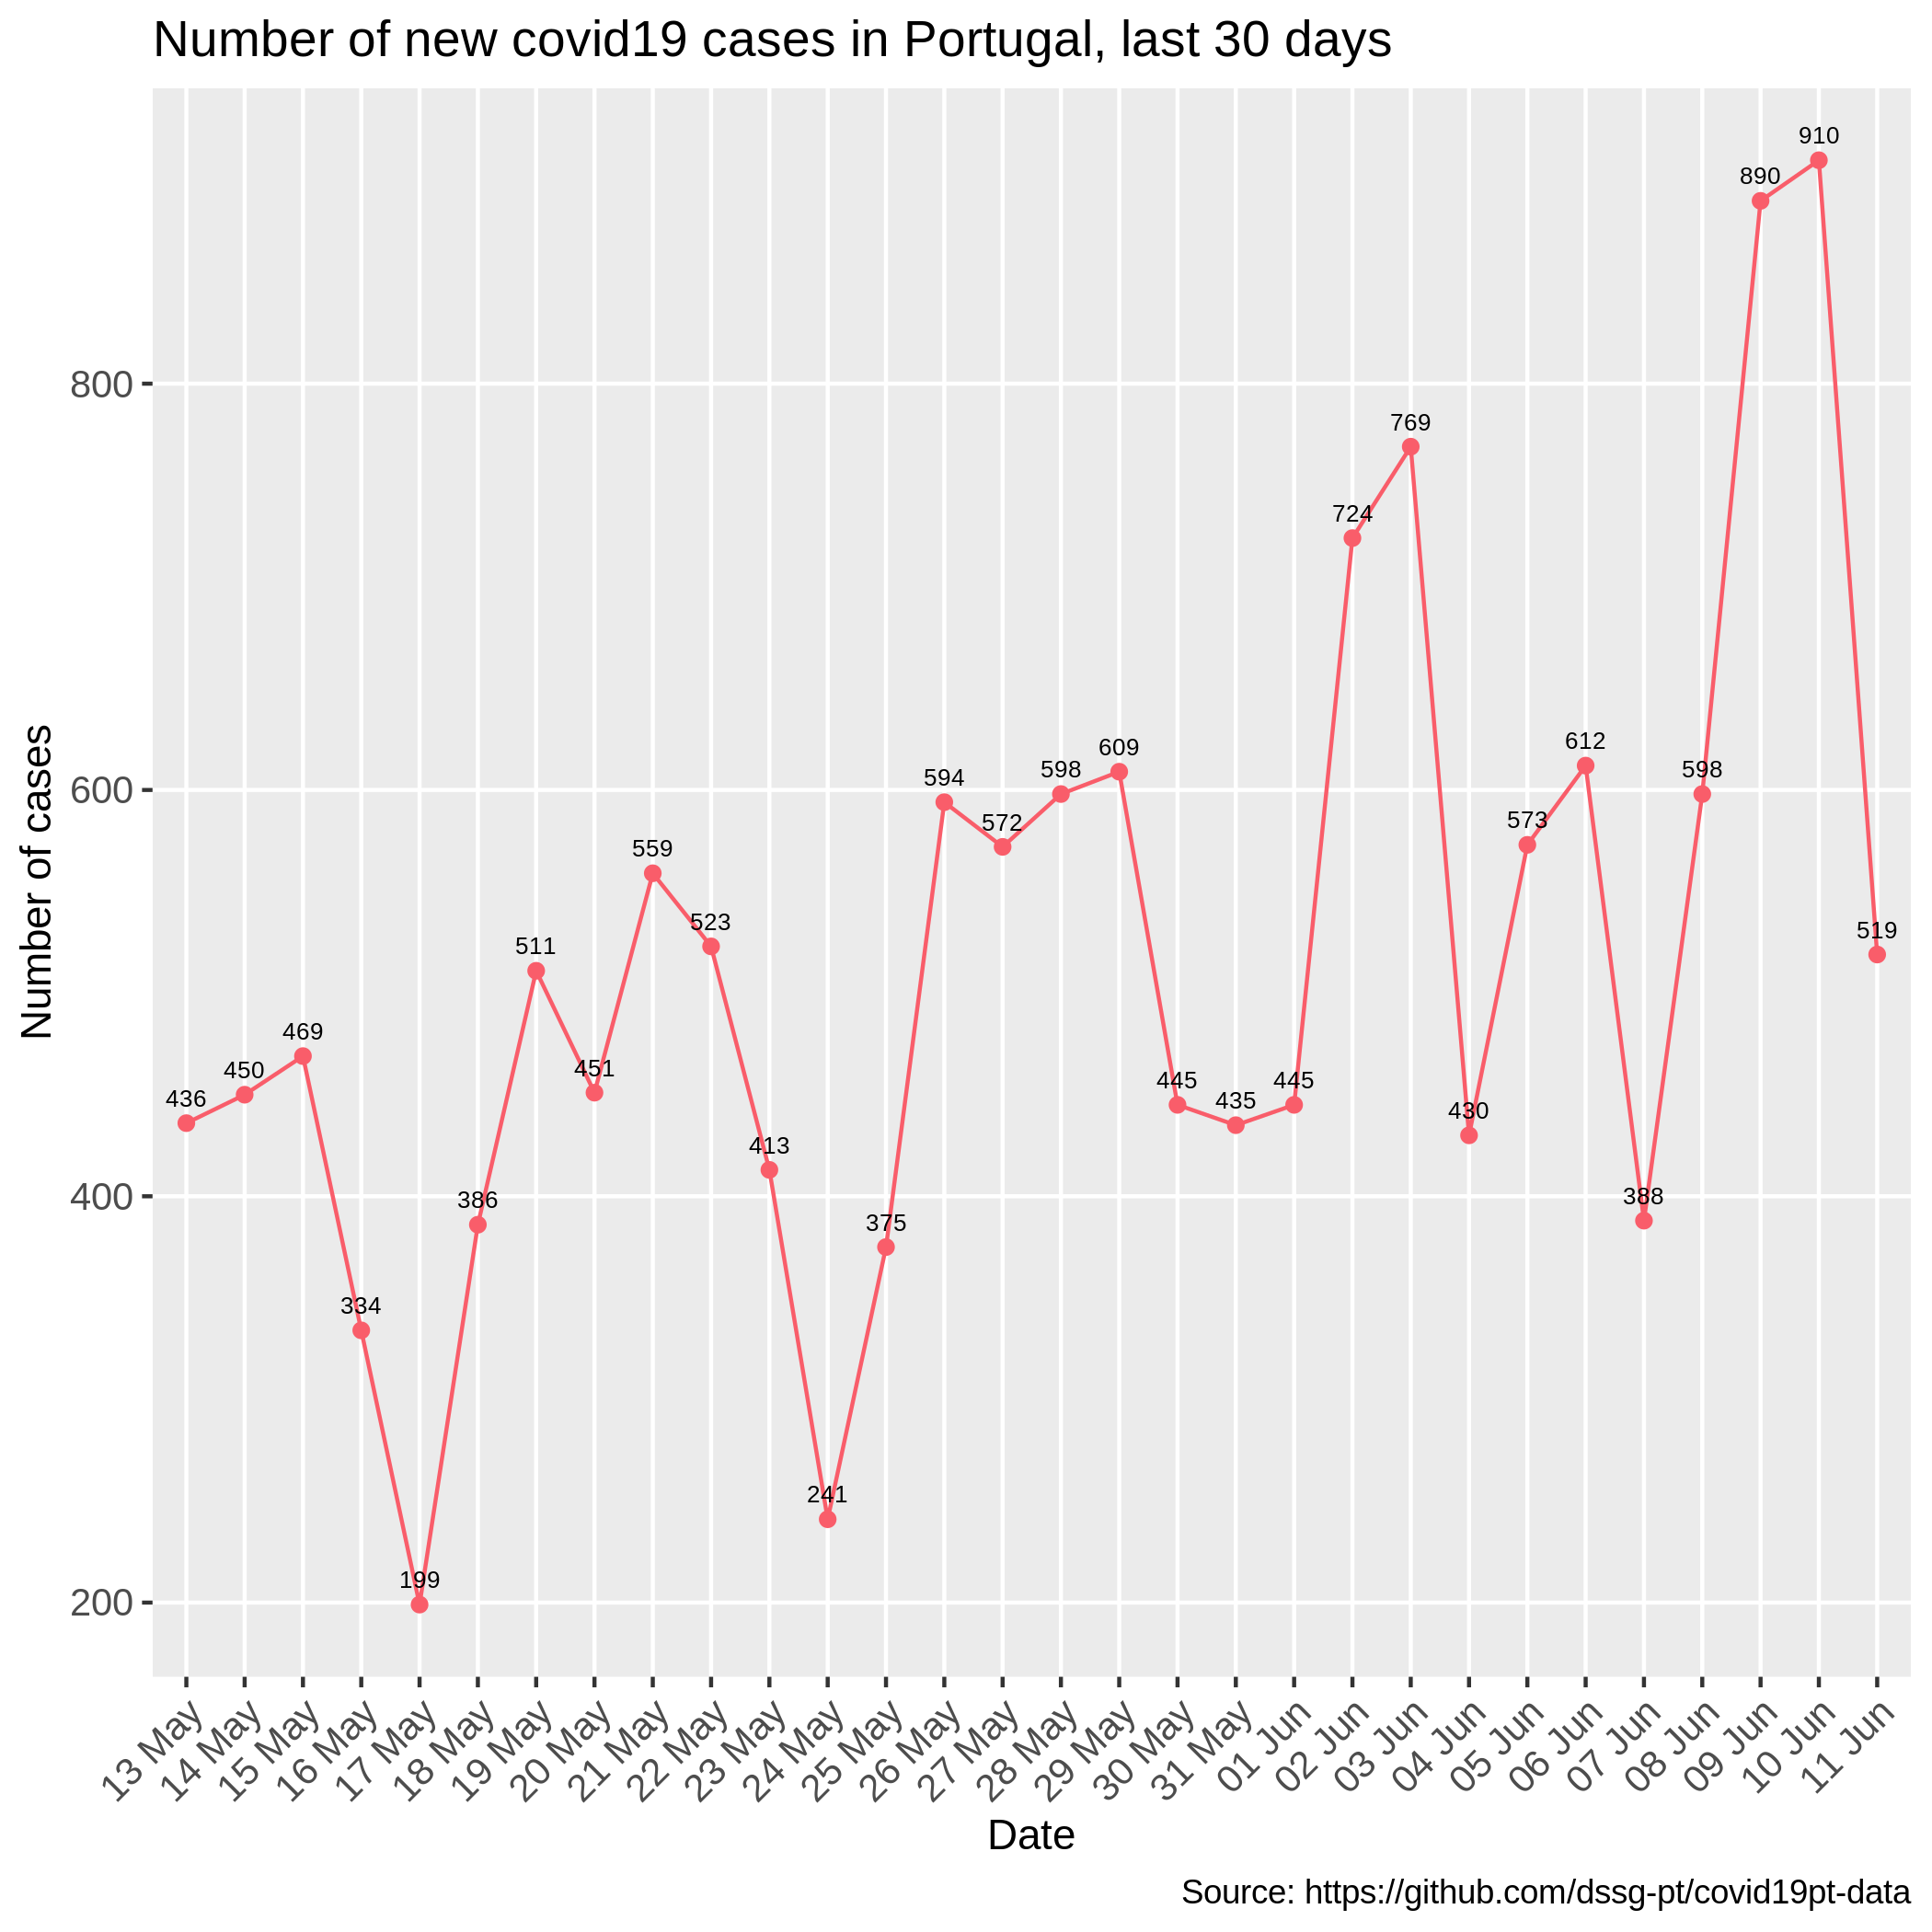 Number of new covid19 cases in Portugal, last 30 days
Number of cases
800
600
400
200
436
450
469
334
199
386
511
451
559
523
413
241
375
594
572
598
609
445
435
445
724
769
430
573
612
388
598
890
910
519
13 May
14 May
15 May
16 May
17 May
18 May
19 May
20 May
21 May
22 May
23 May
24 May
25 May
26 May
27 May
28 May
29 May
30 May
31 May
01 Jun
02 Jun
03 Jun
04 Jun
05 Jun
06 Jun
07 Jun
08 Jun
09 Jun
10 Jun
11 Jun
Date
Source: https://github.com/dssg-pt/covid19pt-data